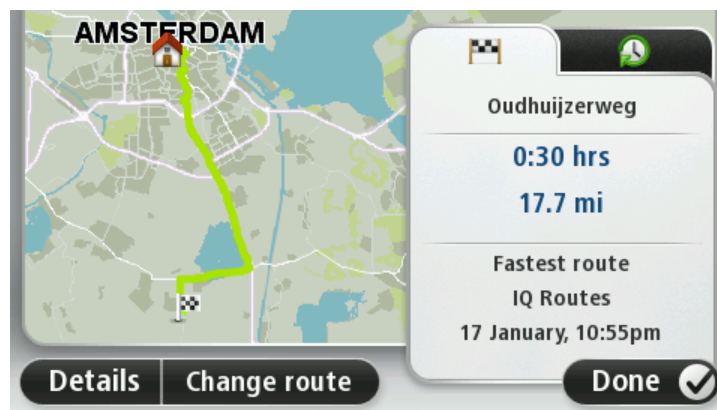 AMSTERDAM
Oudhuijzerweg
0:30 hrs
17.7 mi
Fastest route
IQ Routes
17 January, 10:55pm
Details
Change route
Done